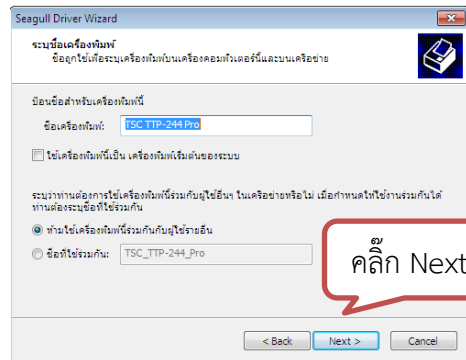 Seagull Driver Wizard
ระบุชื่อเครื่องพิมพ์
ชื่อถูกใช้เพื่อระบุเครื่องพิมพ์บนเครื่องคอมพิวเตอร์นี้และบนเครือข่าย
ป้อนชื่อสำหรับเครื่องพิมพ์นี้
ชื่อเครื่องพิมพ์: TSC TTP-244 Pro
ใช้เครื่องพิมพ์นี้เป็น เครื่องพิมพ์เริ่มต้นของระบบ
ระบุว่าท่านต้องการใช้เครื่องพิมพ์นี้ร่วมกับผู้ใช้อื่นๆ ในเครือข่ายหรือไม่ เมื่อกำหนดให้ใช้งานร่วมกันได้
ท่านต้องระบุชื่อที่ใช้ร่วมกัน
ห้ามใช้เครื่องพิมพ์นี้ร่วมกันกับผู้ใช้รายอื่น
ชื่อที่ใช้ร่วมกัน: TSC_TTP-244_Pro
คลิ๊ก Next
< Back Next > Cancel